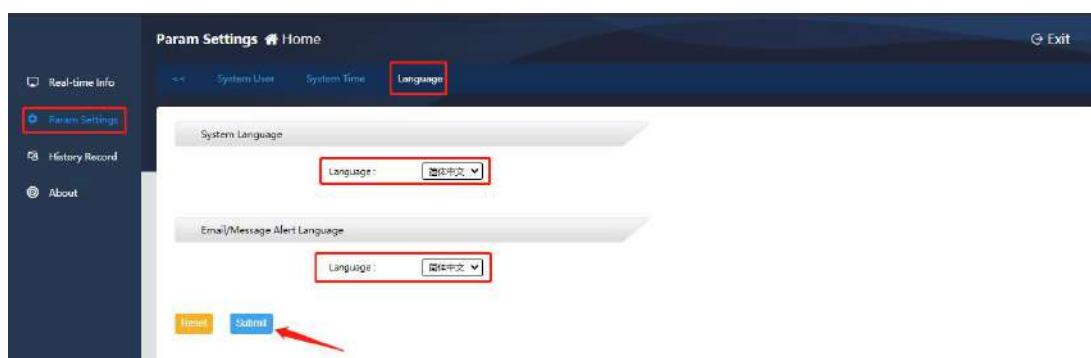 Param Settings Home
Exit
Real-time Info
Param Settings
History Record
About
<< System User System Time Language
System Language
Language : 简体中文
Email/Message Alert Language
Language : 简体中文
Reset Submit